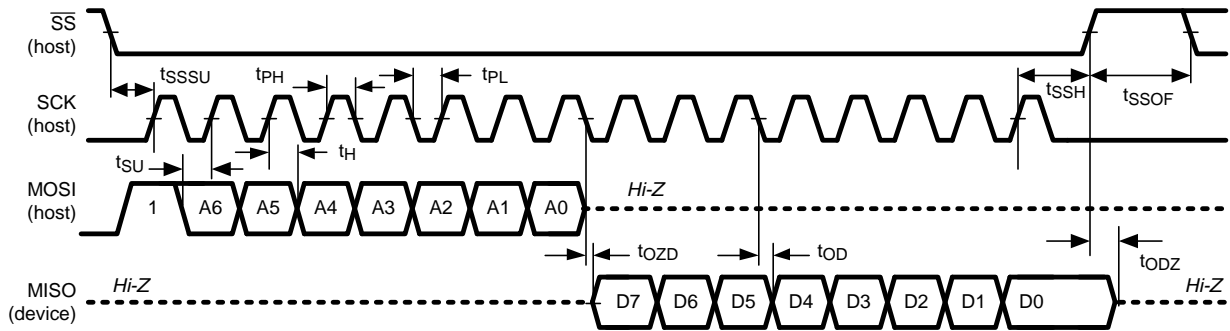 SS
(host)
tSSSU
tPH
tPL
tSSH
tSSOF
SCK
(host)
tSU
tH
MOSI
(host)
1 A6 A5 A4 A3 A2 A1 A0
Hi-Z
tOZD
tOD
tODZ
MISO
(device)
Hi-Z
D7 D6 D5 D4 D3 D2 D1 D0
Hi-Z